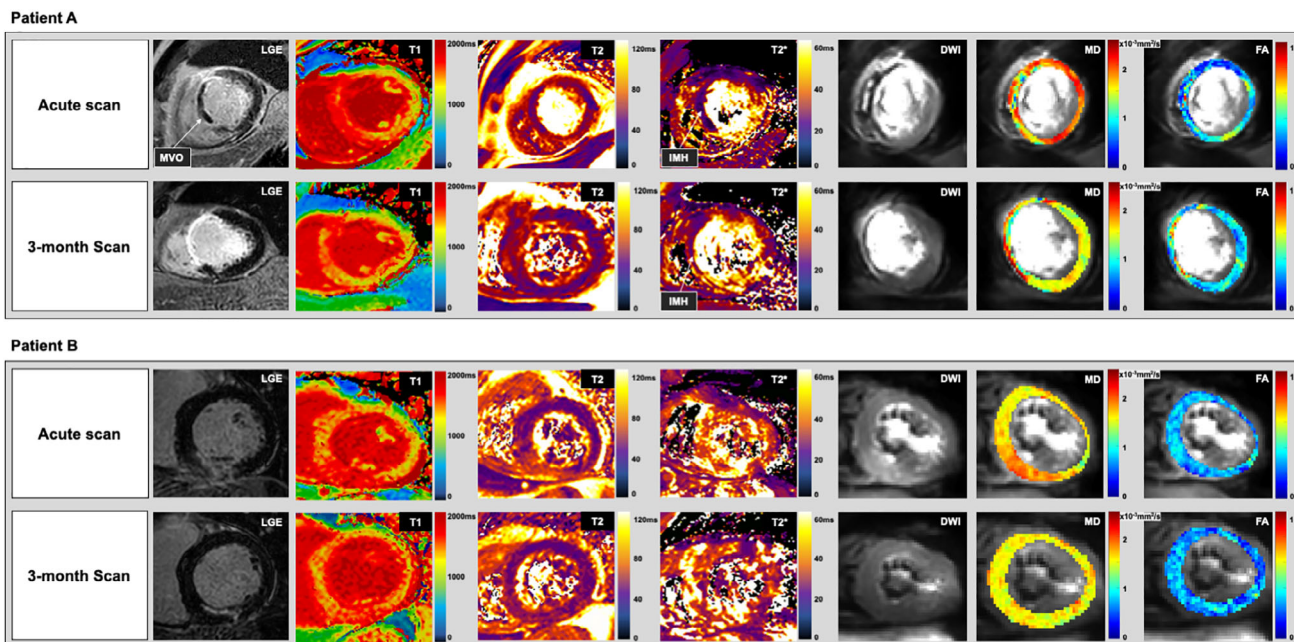 Patient A
Acute scan
LGE
MVO
T1
2000ms
1000
0
T2
120ms
80
40
0
T2*
IMH
60ms
40
20
0
DWI
MD
x10⁻³mm²/s
2
1
0
FA
1
0
3-month Scan
LGE
T1
2000ms
1000
0
T2
120ms
80
40
0
T2*
IMH
60ms
40
20
0
DWI
MD
x10⁻³mm²/s
2
1
0
FA
1
0
Patient B
Acute scan
LGE
T1
2000ms
1000
0
T2
120ms
80
40
0
T2*
60ms
40
20
0
DWI
MD
x10⁻³mm²/s
2
1
0
FA
1
0
3-month Scan
LGE
T1
2000ms
1000
0
T2
120ms
80
40
0
T2*
60ms
40
20
0
DWI
MD
x10⁻³mm²/s
2
1
0
FA
1
0